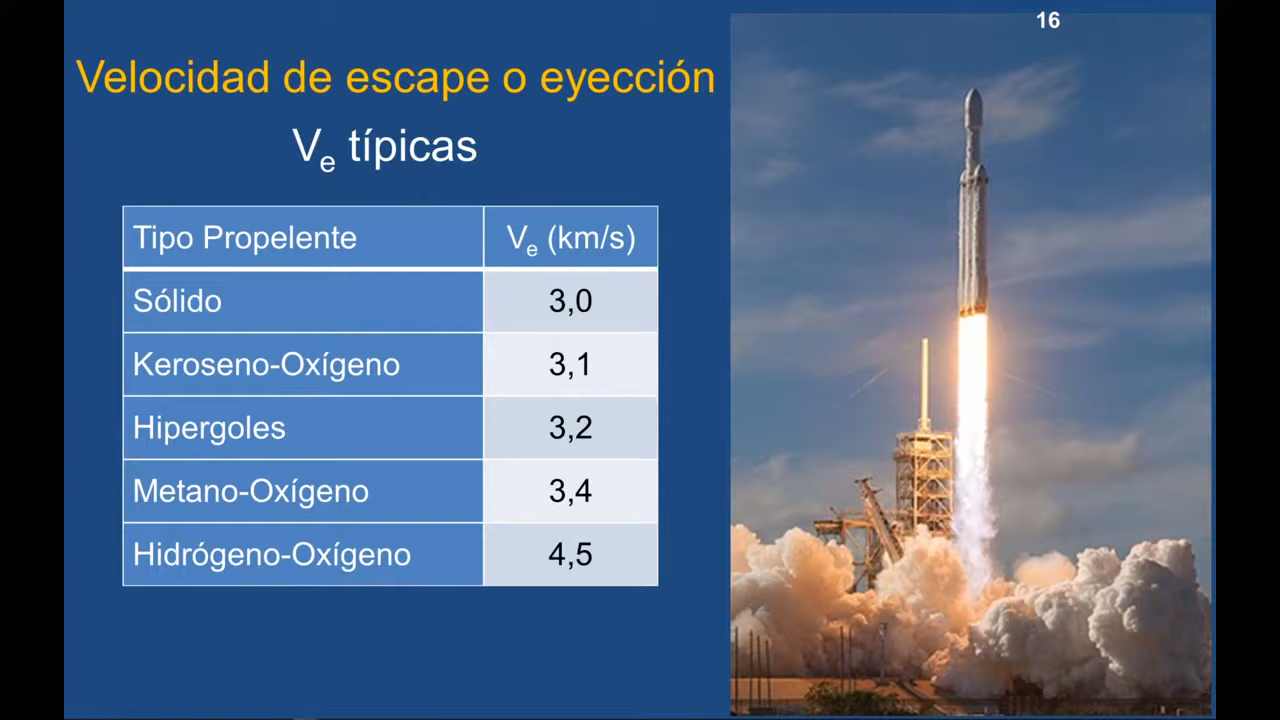 16
Velocidad de escape o eyección
Ve típicas
Tipo Propelente Ve (km/s)
Sólido 3,0
Keroseno-Oxígeno 3,1
Hipergoles 3,2
Metano-Oxígeno 3,4
Hidrógeno-Oxígeno 4,5